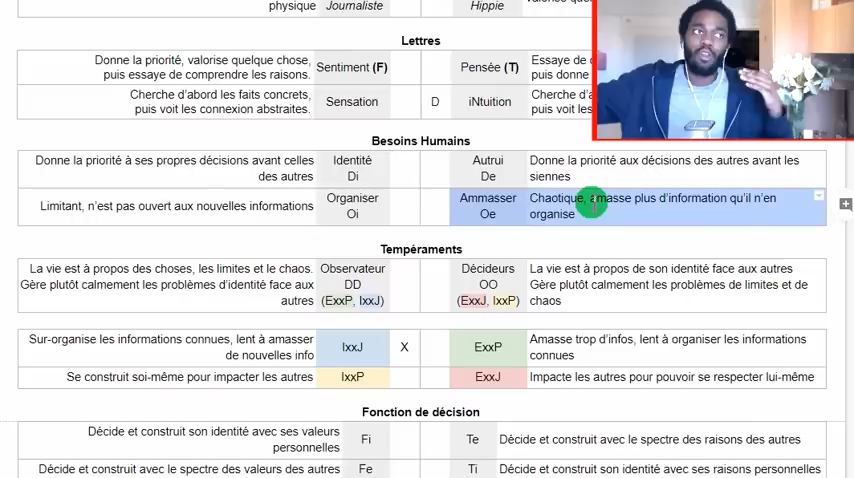 physique Journaliste Hippie
Lettres
Donne la priorité, valorise quelque chose,
puis essaye de comprendre les raisons. Sentiment (F) Pensée (T) Essaye de
puis donne
Cherche d'abord les faits concrets,
puis voit les connexion abstraites. Sensation D iNtuition Cherche d'a
puis voit les
Besoins Humains
Donne la priorité à ses propres décisions avant celles
des autres Identité
Di Autrui
De Donne la priorité aux décisions des autres avant les
siennes
Limitant, n'est pas ouvert aux nouvelles informations Organiser
Oi Ammasser
Oe Chaotique, amasse plus d'information qu'il n'en
organise
Tempéraments
La vie est à propos des choses, les limites et le chaos.
Gère plutôt calmement les problèmes d'identité face aux
autres Observateur
DD
(ExxP, IxxJ) Décideurs
OO
(ExxJ, IxxP) La vie est à propos de son identité face aux autres
Gère plutôt calmement les problèmes de limites et de
chaos
Sur-organise les informations connues, lent à amasser
de nouvelles info IxxJ X ExxP Amasse trop d'infos, lent à organiser les informations
connues
Se construit soi-même pour impacter les autres IxxP ExxJ Impacte les autres pour pouvoir se respecter lui-même
Fonction de décision
Décide et construit son identité avec ses valeurs
personnelles Fi Te Décide et construit avec le spectre des raisons des autres
Décide et construit avec le spectre des valeurs des autres Fe Ti Décide et construit son identité avec ses raisons personnelles